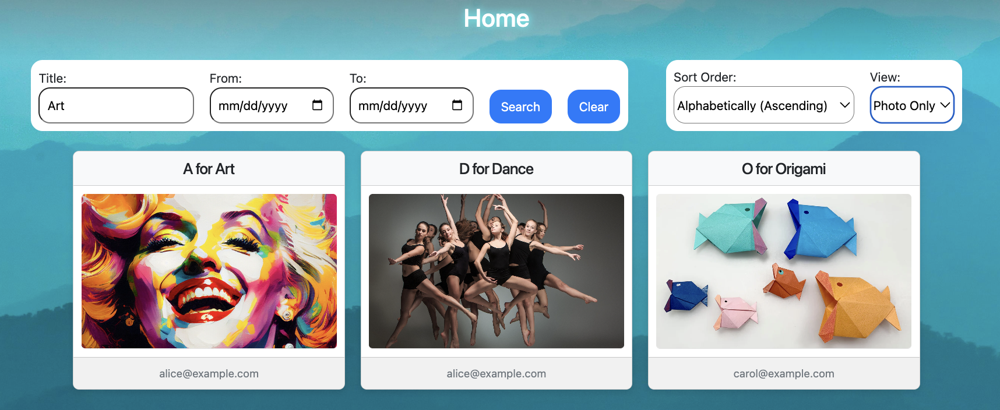 Home
Title:
From:
To:
Sort Order:
View:
Art
mm/dd/yyyy
mm/dd/yyyy
Search
Clear
Alphabetically (Ascending)
Photo Only
A for Art
D for Dance
O for Origami
alice@example.com
alice@example.com
carol@example.com